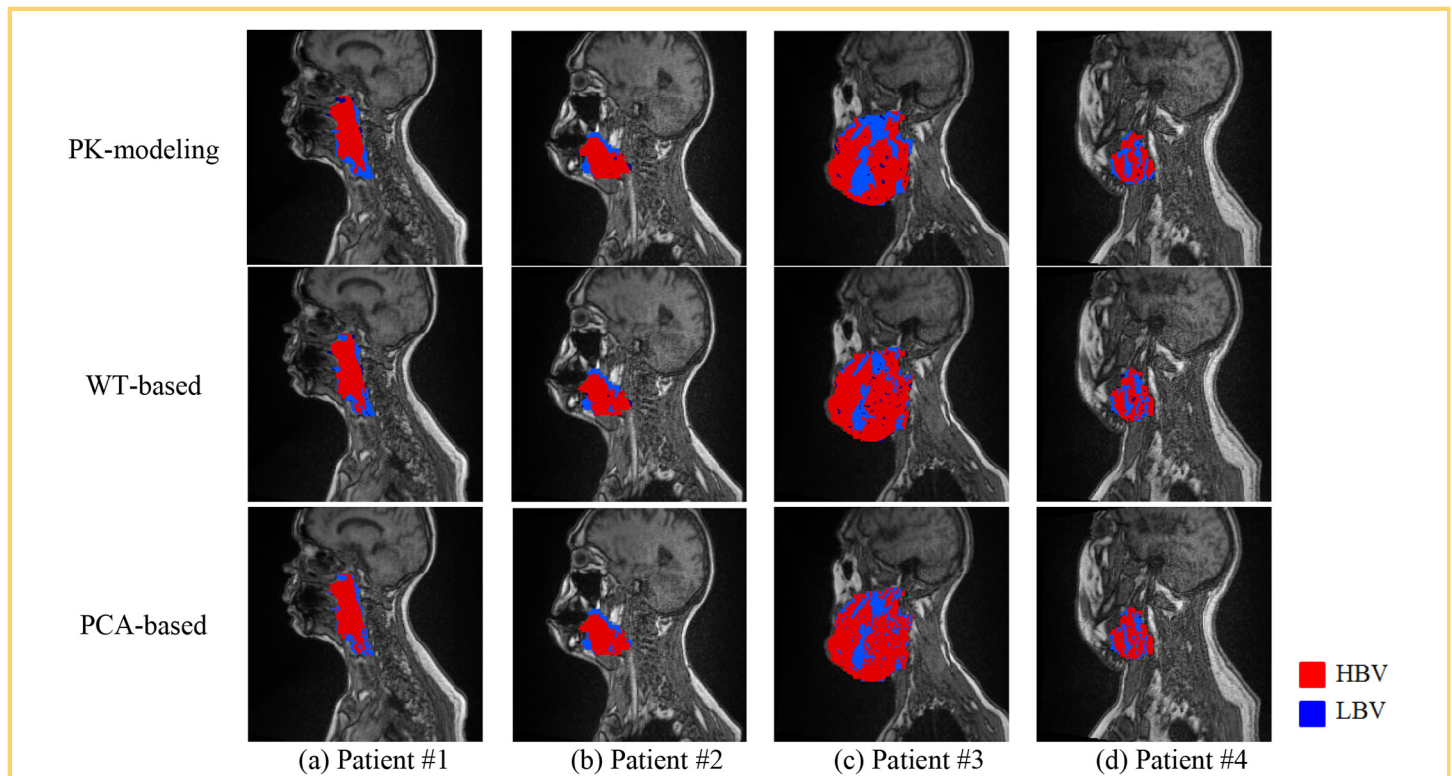 PK-modeling
WT-based
PCA-based
HBV
LBV
(a) Patient #1
(b) Patient #2
(c) Patient #3
(d) Patient #4